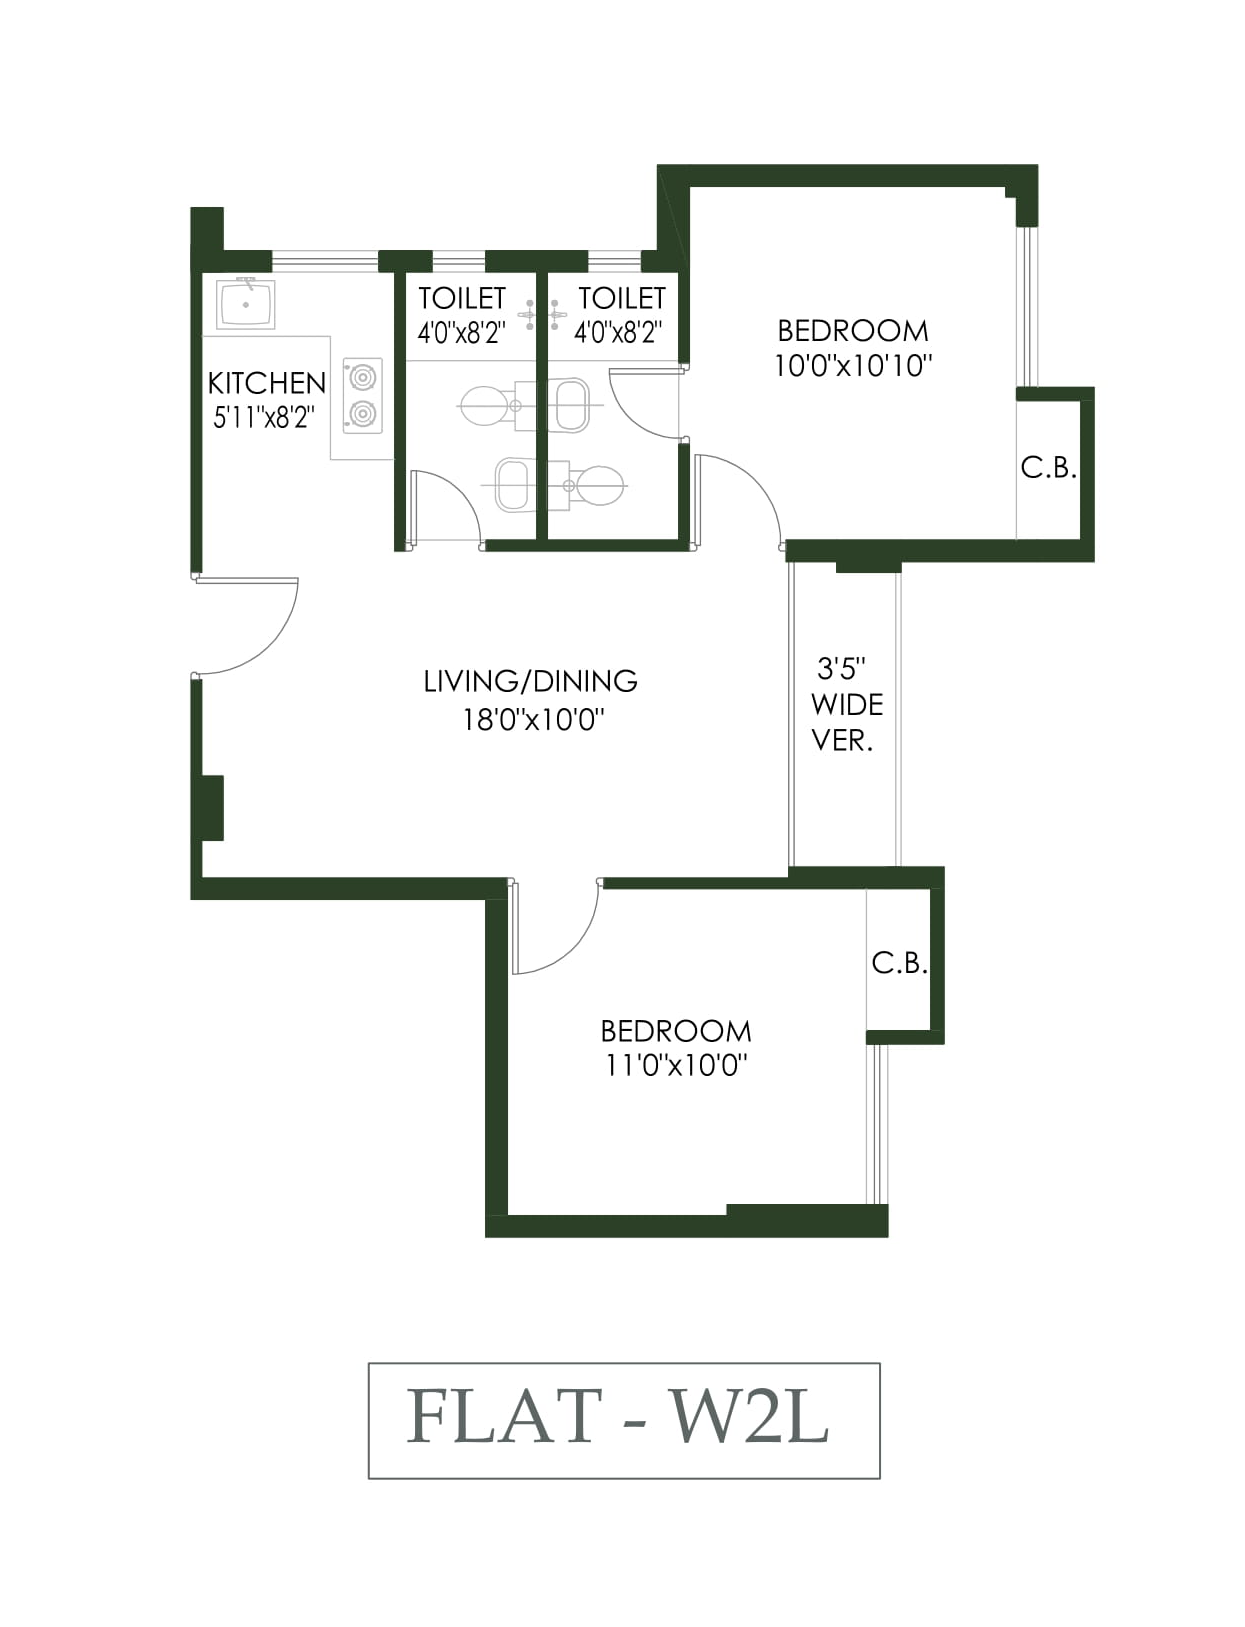 TOILET
4'0"x8'2"
TOILET
4'0"x8'2"
BEDROOM
10'0"x10'10"
KITCHEN
5'11"x8'2"
C.B.
LIVING/DINING
18'0"x10'0"
3'5"
WIDE
VER.
C.B.
BEDROOM
11'0"x10'0"
FLAT - W2L